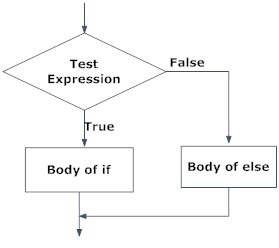 Test
Expression
False
True
Body of if
Body of else